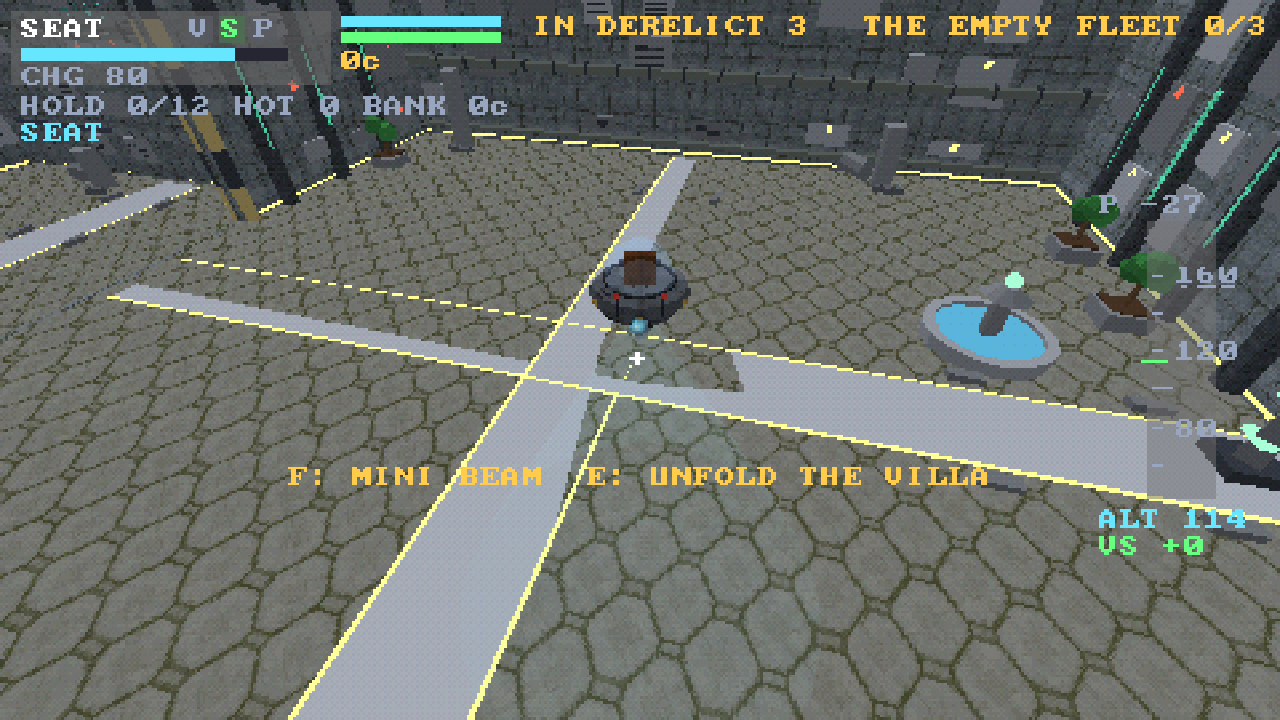 SEAT V S P
IN DERELICT 3 THE EMPTY FLEET 0/3
0c
CHG 80
HOLD 0/12 HOT 0 BANK 0c
SEAT
P -27
160
120
80
F: MINI BEAM E: UNFOLD THE VILLA
ALT 114
VS +0